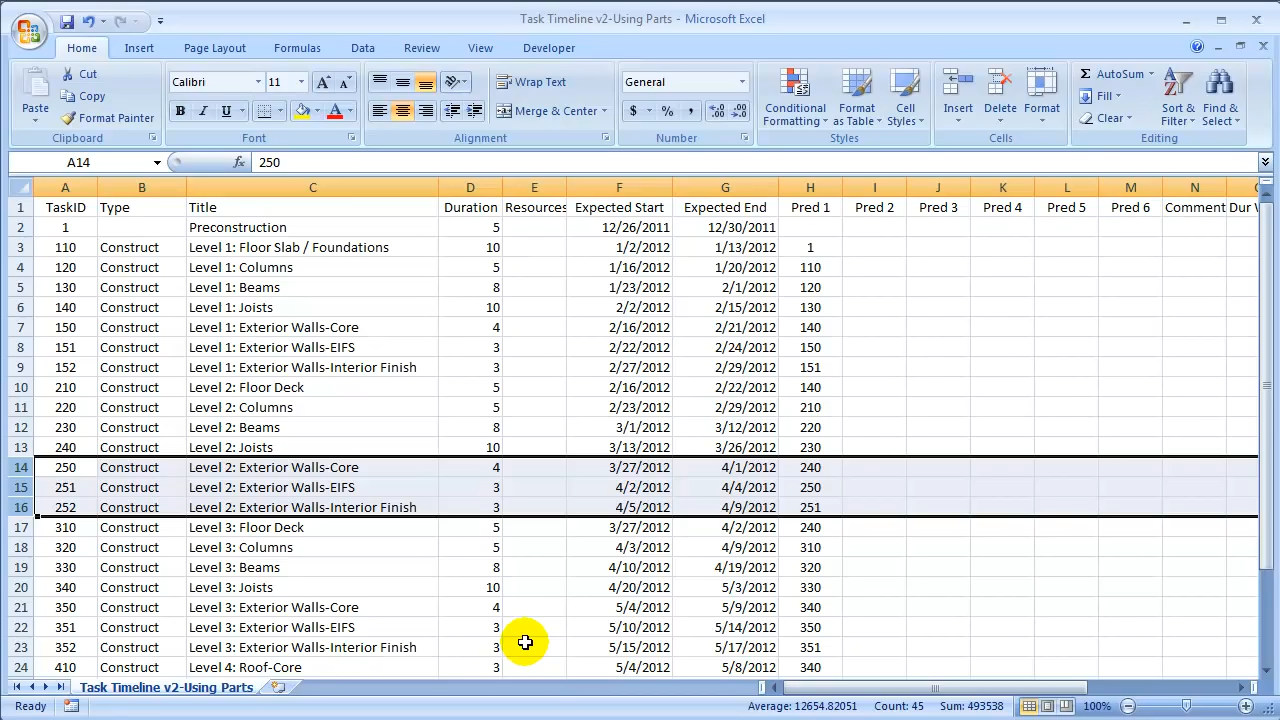 Task Timeline v2-Using Parts - Microsoft Excel
Home Insert Page Layout Formulas Data Review View Developer
Paste Cut Copy Format Painter Clipboard
Calibri 11 B I U A Font
Wrap Text Merge & Center Alignment
General $ % , Number
Conditional Formatting Format as Table Cell Styles Styles
Insert Delete Format Cells
Σ AutoSum Fill Clear Sort & Filter Find & Select Editing
A14 fx 250
A B C D E F G H I J K L M N
1 TaskID Type Title Duration Resources Expected Start Expected End Pred 1 Pred 2 Pred 3 Pred 4 Pred 5 Pred 6 Comment Dur
2 1 Preconstruction 5 12/26/2011 12/30/2011
3 110 Construct Level 1: Floor Slab / Foundations 10 1/2/2012 1/13/2012 1
4 120 Construct Level 1: Columns 5 1/16/2012 1/20/2012 110
5 130 Construct Level 1: Beams 8 1/23/2012 2/1/2012 120
6 140 Construct Level 1: Joists 10 2/2/2012 2/15/2012 130
7 150 Construct Level 1: Exterior Walls-Core 4 2/16/2012 2/21/2012 140
8 151 Construct Level 1: Exterior Walls-EIFS 3 2/22/2012 2/24/2012 150
9 152 Construct Level 1: Exterior Walls-Interior Finish 3 2/27/2012 2/29/2012 151
10 210 Construct Level 2: Floor Deck 5 2/16/2012 2/22/2012 140
11 220 Construct Level 2: Columns 5 2/23/2012 2/29/2012 210
12 230 Construct Level 2: Beams 8 3/1/2012 3/12/2012 220
13 240 Construct Level 2: Joists 10 3/13/2012 3/26/2012 230
14 250 Construct Level 2: Exterior Walls-Core 4 3/27/2012 4/1/2012 240
15 251 Construct Level 2: Exterior Walls-EIFS 3 4/2/2012 4/4/2012 250
16 252 Construct Level 2: Exterior Walls-Interior Finish 3 4/5/2012 4/9/2012 251
17 310 Construct Level 3: Floor Deck 5 3/27/2012 4/2/2012 240
18 320 Construct Level 3: Columns 5 4/3/2012 4/9/2012 310
19 330 Construct Level 3: Beams 8 4/10/2012 4/19/2012 320
20 340 Construct Level 3: Joists 10 4/20/2012 5/3/2012 330
21 350 Construct Level 3: Exterior Walls-Core 4 5/4/2012 5/9/2012 340
22 351 Construct Level 3: Exterior Walls-EIFS 3 5/10/2012 5/14/2012 350
23 352 Construct Level 3: Exterior Walls-Interior Finish 3 5/15/2012 5/17/2012 351
24 410 Construct Level 4: Roof-Core 3 5/4/2012 5/8/2012 340
Task Timeline v2-Using Parts
Ready Average: 12654.82051 Count: 45 Sum: 493538 100%